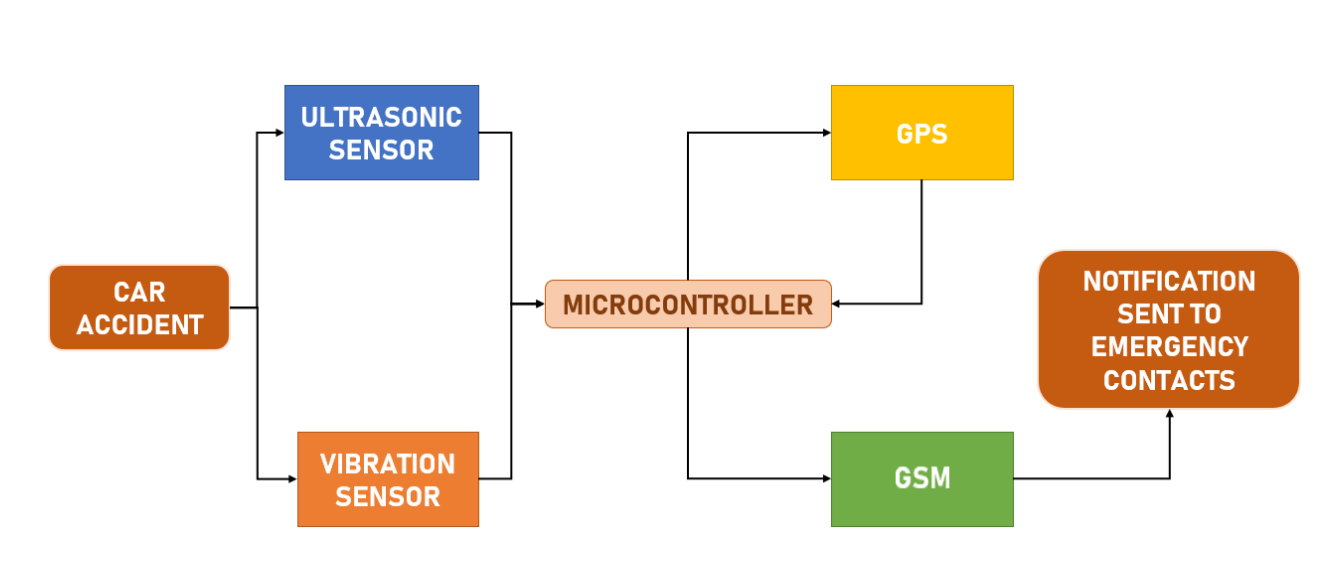 ULTRASONIC
SENSOR
GPS
CAR
ACCIDENT
MICROCONTROLLER
NOTIFICATION
SENT TO
EMERGENCY
CONTACTS
VIBRATION
SENSOR
GSM